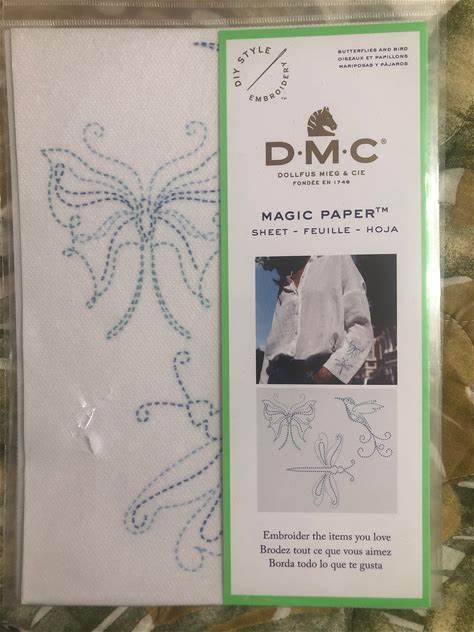 DIY STYLE
EMBROIDERY™
BUTTERFLIES AND BIRD
OISEAUX ET PAPILLONS
MARIPOSAS Y PÁJAROS
D·M·C®
DOLLFUS MIEG & CIE
FONDÉE EN 1746
MAGIC PAPER™
SHEET - FEUILLE - HOJA
Embroider the items you love
Brodez tout ce que vous aimez
Borda todo lo que te gusta